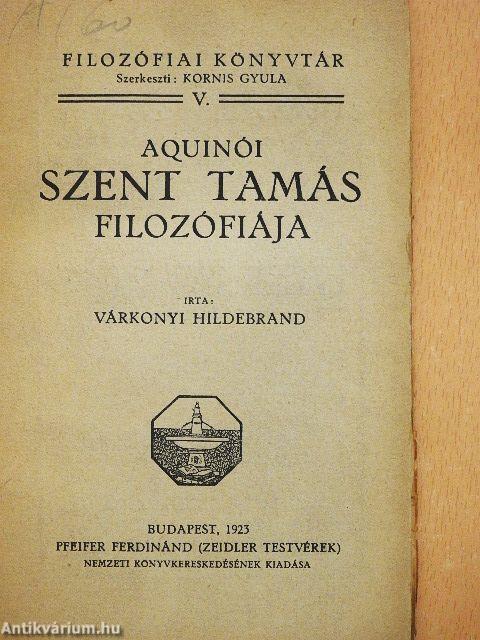 FILOZÓFIAI KÖNYVTÁR
Szerkeszti: KORNIS GYULA
V.
AQUINÓI
SZENT TAMÁS
FILOZÓFIÁJA
IRTA:
VÁRKONYI HILDEBRAND
BUDAPEST, 1923
PFEIFER FERDINÁND (ZEIDLER TESTVÉREK)
NEMZETI KÖNYVKERESKEDÉSÉNEK KIADÁSA
Antikvárium.hu